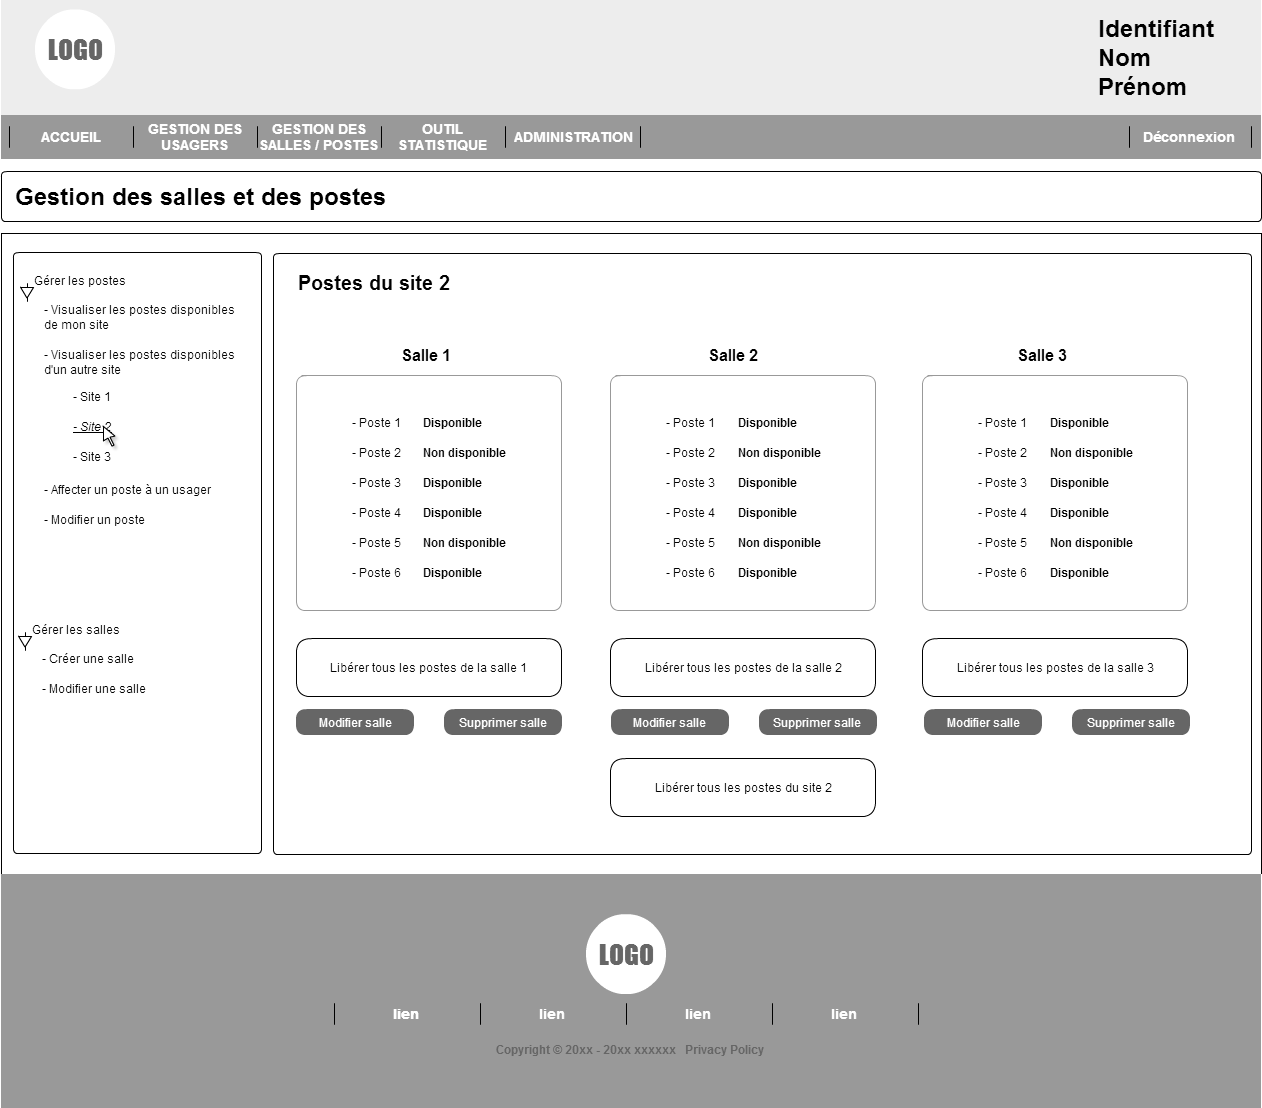 LOGO
Identifiant
Nom
Prénom
ACCUEIL
GESTION DES
USAGERS
GESTION DES
SALLES / POSTES
OUTIL
STATISTIQUE
ADMINISTRATION
Déconnexion
Gestion des salles et des postes
Gérer les postes
- Visualiser les postes disponibles
de mon site
- Visualiser les postes disponibles
d'un autre site
- Site 1
- Site 2
- Site 3
- Affecter un poste à un usager
- Modifier un poste
Gérer les salles
- Créer une salle
- Modifier une salle
Postes du site 2
Salle 1
- Poste 1 Disponible
- Poste 2 Non disponible
- Poste 3 Disponible
- Poste 4 Disponible
- Poste 5 Non disponible
- Poste 6 Disponible
Libérer tous les postes de la salle 1
Modifier salle
Supprimer salle
Salle 2
- Poste 1 Disponible
- Poste 2 Non disponible
- Poste 3 Disponible
- Poste 4 Disponible
- Poste 5 Non disponible
- Poste 6 Disponible
Libérer tous les postes de la salle 2
Modifier salle
Supprimer salle
Salle 3
- Poste 1 Disponible
- Poste 2 Non disponible
- Poste 3 Disponible
- Poste 4 Disponible
- Poste 5 Non disponible
- Poste 6 Disponible
Libérer tous les postes de la salle 3
Modifier salle
Supprimer salle
Libérer tous les postes du site 2
LOGO
lien
lien
lien
lien
Copyright © 20xx - 20xx xxxxxx Privacy Policy